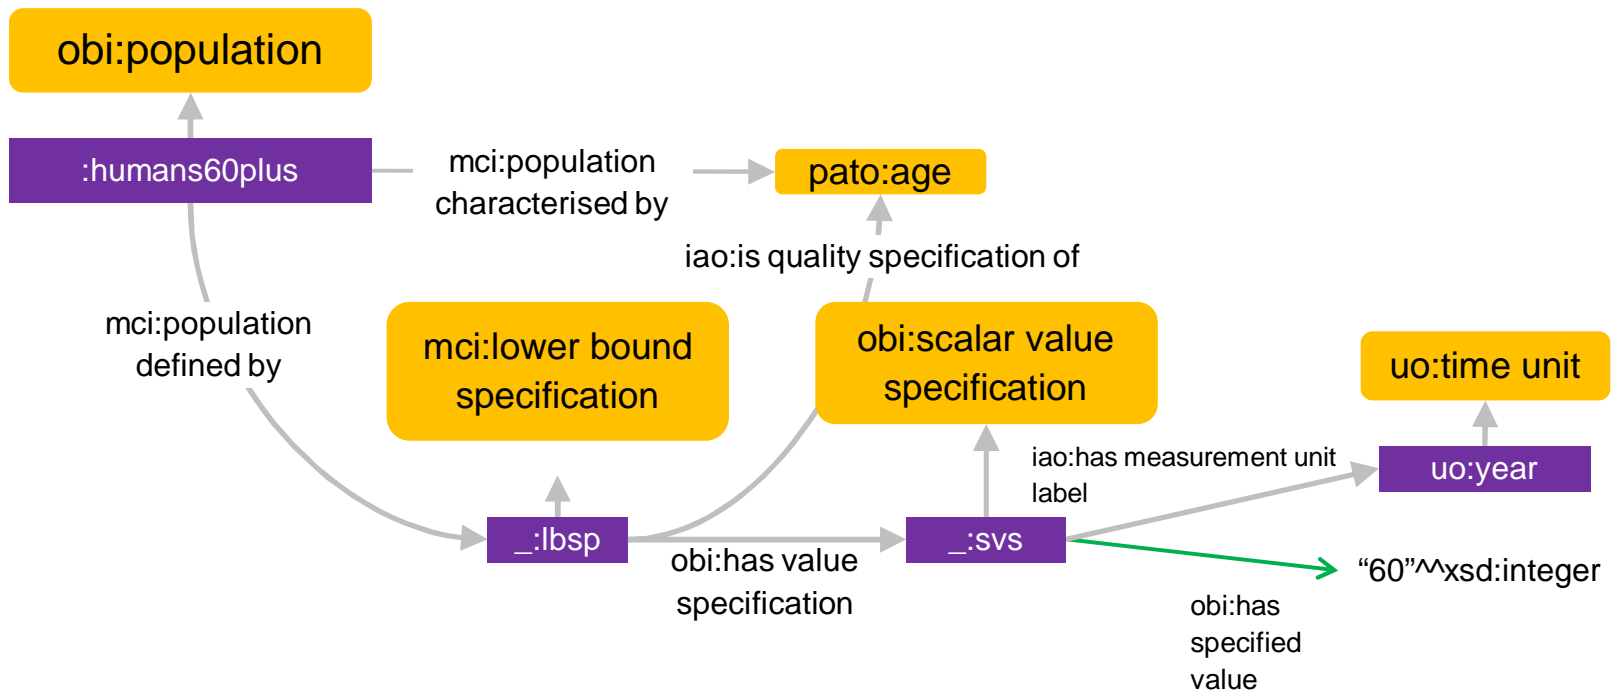 obi:population
:humans60plus
mci:population
characterised by
pato:age
iao:is quality specification of
mci:population
defined by
mci:lower bound
specification
obi:scalar value
specification
uo:time unit
iao:has measurement unit
label
uo:year
_:lbsp
obi:has value
specification
_:svs
“60”^^xsd:integer
obi:has
specified
value